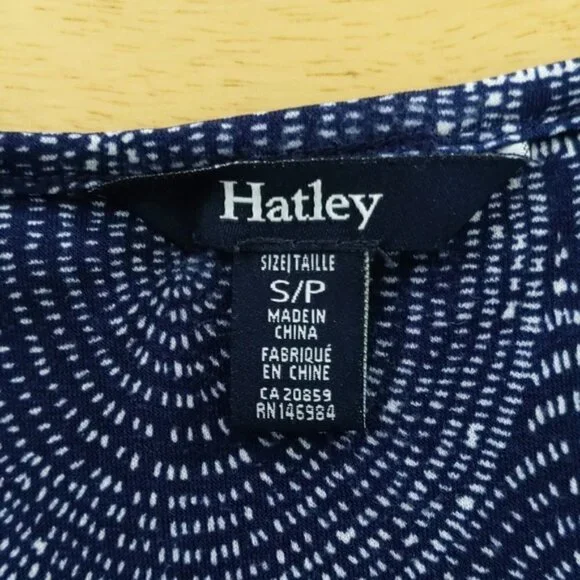 Hatley
SIZE|TAILLE
S/P
MADE IN
CHINA
FABRIQUÉ
EN CHINE
CA 20859
RN146984